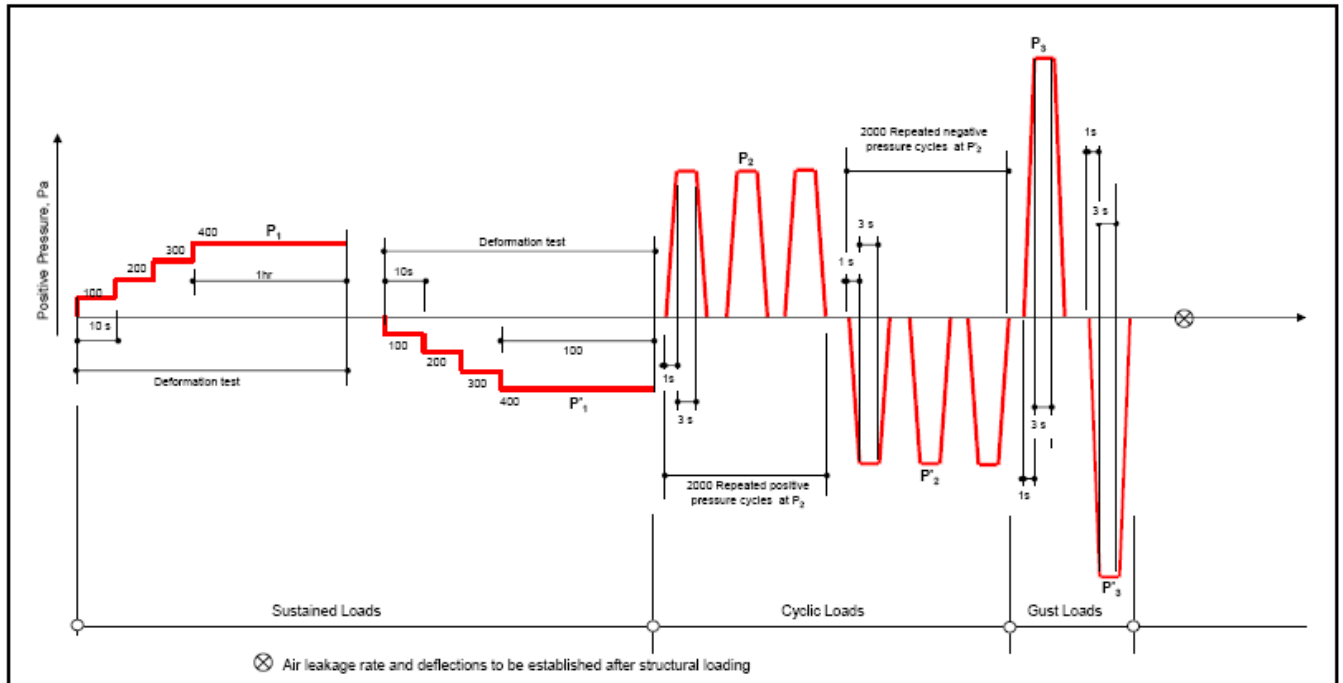 P3
1s
2000 Repeated negative
pressure cycles at P'2
P2
Positive Pressure, Pa
3 s
3 s
400
P1
Deformation test
300
200
1hr
10s
1 s
100
10 s
100
100
200
1s
300
Deformation test
400
P'1
3 s
3 s
P'2
2000 Repeated positive
pressure cycles at P2
1s
P'3
Sustained Loads
Cyclic Loads
Gust Loads
Air leakage rate and deflections to be established after structural loading